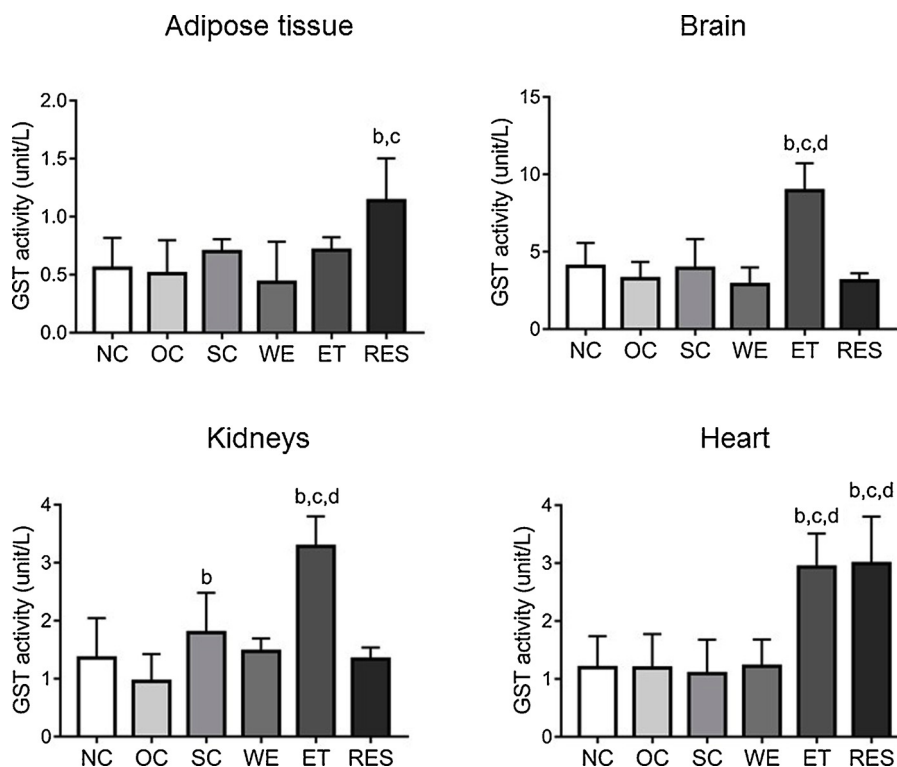 Adipose tissue
GST activity (unit/L)
2.0
1.5
1.0
0.5
0.0
b,c
NC OC SC WE ET RES
Brain
GST activity (unit/L)
15
10
5
0
b,c,d
NC OC SC WE ET RES
Kidneys
GST activity (unit/L)
4
3
2
1
0
b
b,c,d
NC OC SC WE ET RES
Heart
GST activity (unit/L)
4
3
2
1
0
b,c,d
b,c,d
NC OC SC WE ET RES